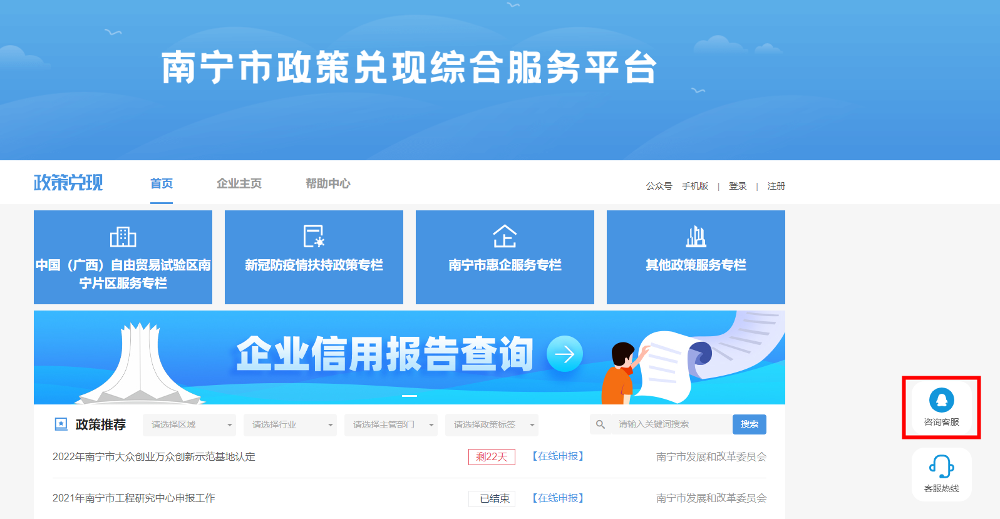 南宁市政策兑现综合服务平台
政策兑现 首页 企业主页 帮助中心 公众号 手机版 | 登录 | 注册
中国（广西）自由贸易试验区南
宁片区服务专栏
新冠防疫情扶持政策专栏
南宁市惠企服务专栏
其他政策服务专栏
企业信用报告查询
咨询客服
政策推荐 请选择区域 请选择行业 请选择主管部门 请选择政策标签 请输入关键词搜索 搜索
2022年南宁市大众创业万众创新示范基地认定 剩22天 【在线申报】 南宁市发展和改革委员会
客服热线
2021年南宁市工程研究中心申报工作 已结束 【在线申报】 南宁市发展和改革委员会